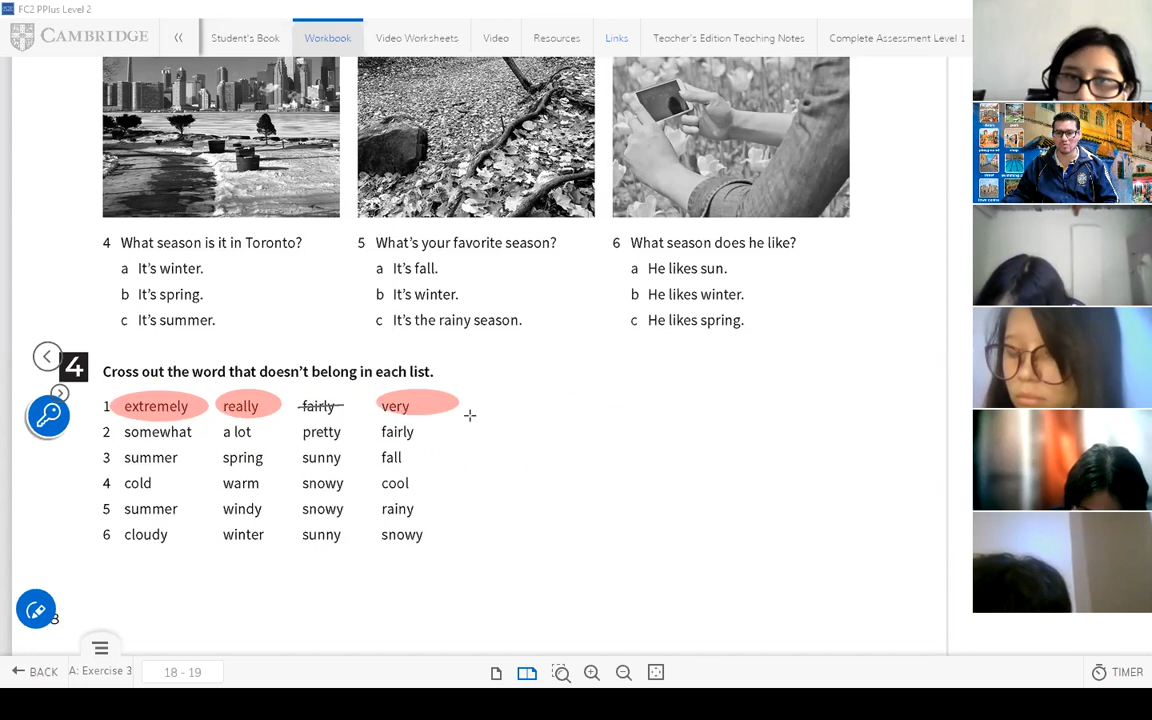 FC2 PPlus Level 2
CAMBRIDGE « Student's Book Workbook Video Worksheets Video Resources Links Teacher's Edition Teaching Notes Complete Assessment Level 1
4 What season is it in Toronto?
a It's winter.
b It's spring.
c It's summer.
5 What's your favorite season?
a It's fall.
b It's winter.
c It's the rainy season.
6 What season does he like?
a He likes sun.
b He likes winter.
c He likes spring.
4 Cross out the word that doesn't belong in each list.
1 extremely really fairly very
2 somewhat a lot pretty fairly
3 summer spring sunny fall
4 cold warm snowy cool
5 summer windy snowy rainy
6 cloudy winter sunny snowy
3
BACK A: Exercise 3 18 - 19 TIMER